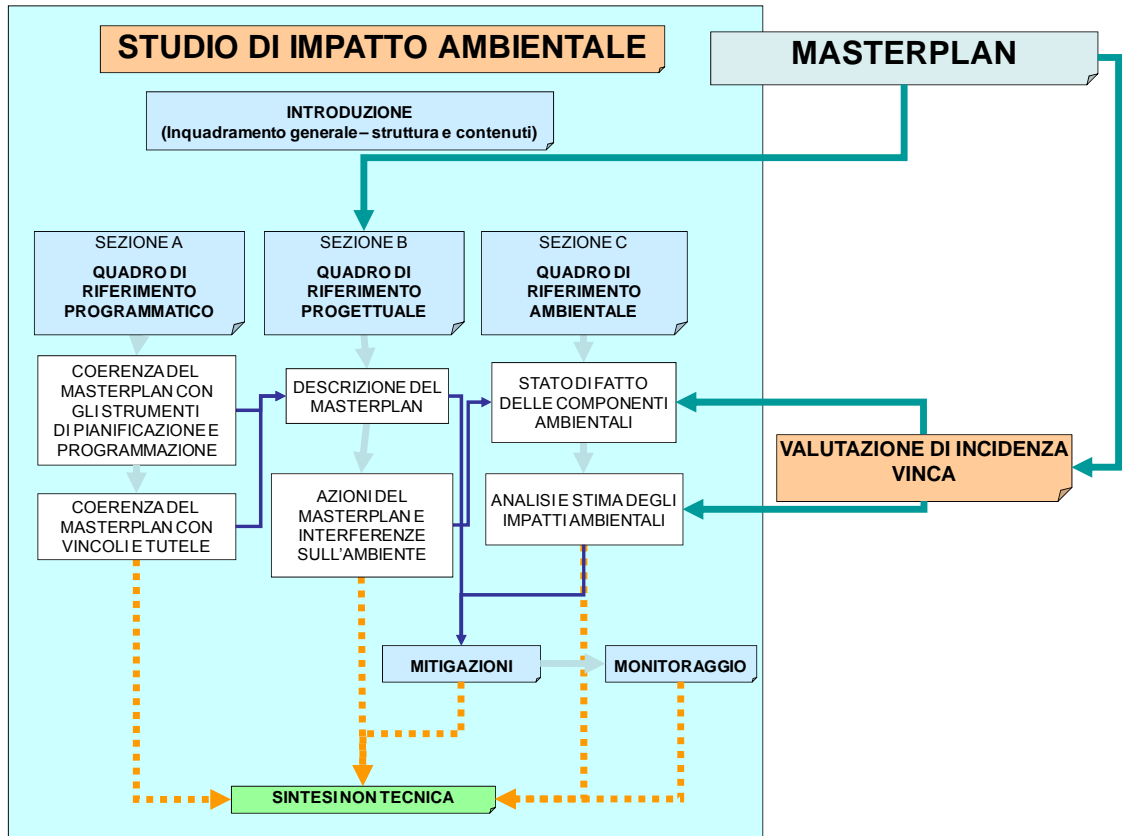 STUDIO DI IMPATTO AMBIENTALE
MASTERPLAN
INTRODUZIONE
(Inquadramento generale – struttura e contenuti)
SEZIONE A
QUADRO DI
RIFERIMENTO
PROGRAMMATICO
SEZIONE B
QUADRO DI
RIFERIMENTO
PROGETTUALE
SEZIONE C
QUADRO DI
RIFERIMENTO
AMBIENTALE
COERENZA DEL
MASTERPLAN CON
GLI STRUMENTI
DI PIANIFICAZIONE E
PROGRAMMAZIONE
DESCRIZIONE DEL
MASTERPLAN
STATO DI FATTO
DELLE COMPONENTI
AMBIENTALI
VALUTAZIONE DI INCIDENZA
VINCA
COERENZA DEL
MASTERPLAN CON
VINCOLI E TUTELE
AZIONI DEL
MASTERPLAN E
INTERFERENZE
SULL'AMBIENTE
ANALISI E STIMA DEGLI
IMPATTI AMBIENTALI
MITIGAZIONI
MONITORAGGIO
SINTESI NON TECNICA